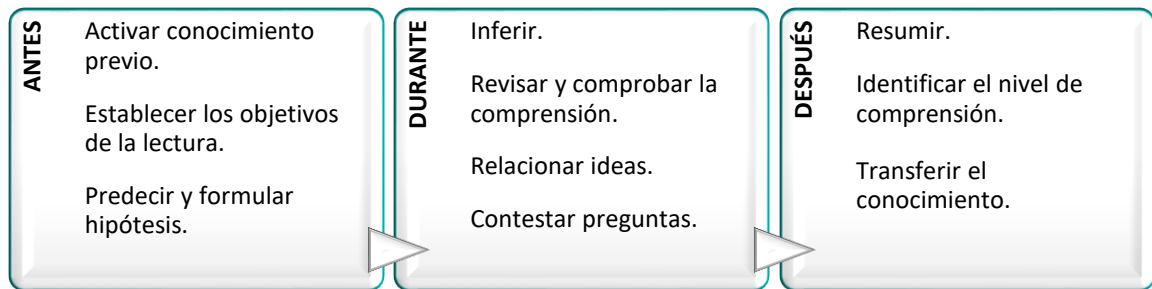 ANTES
Activar conocimiento
previo.
Establecer los objetivos
de la lectura.
Predecir y formular
hipótesis.
DURANTE
Inferir.
Revisar y comprobar la
comprensión.
Relacionar ideas.
Contestar preguntas.
DESPUÉS
Resumir.
Identificar el nivel de
comprensión.
Transferir el
conocimiento.